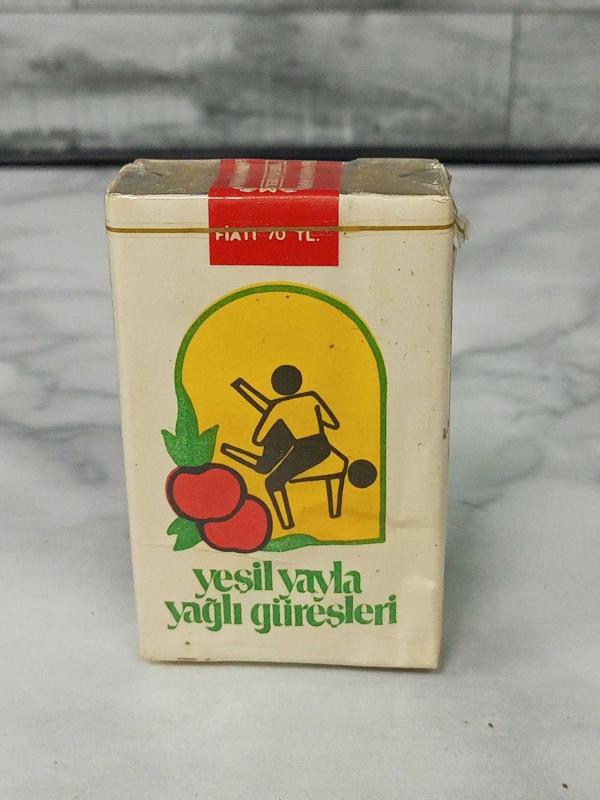 FİATI 70 TL.
yeşil yayla
yağlı güreşleri